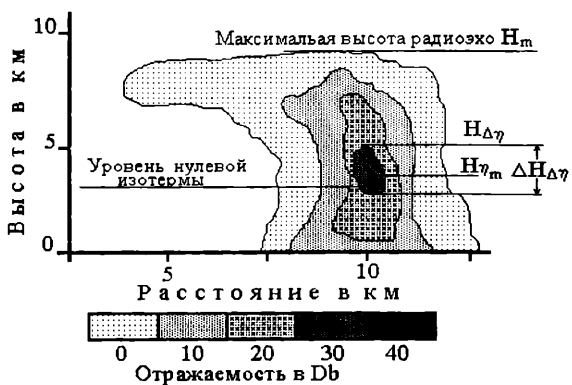 10
Максимальая высота радиоэхо Hm
Высота в км
HΔη
5
Уровень нулевой
изотермы
Hηm ΔHΔη
0
5
10
Расстояние в км
0 10 20 30 40
Отражаемость в Db